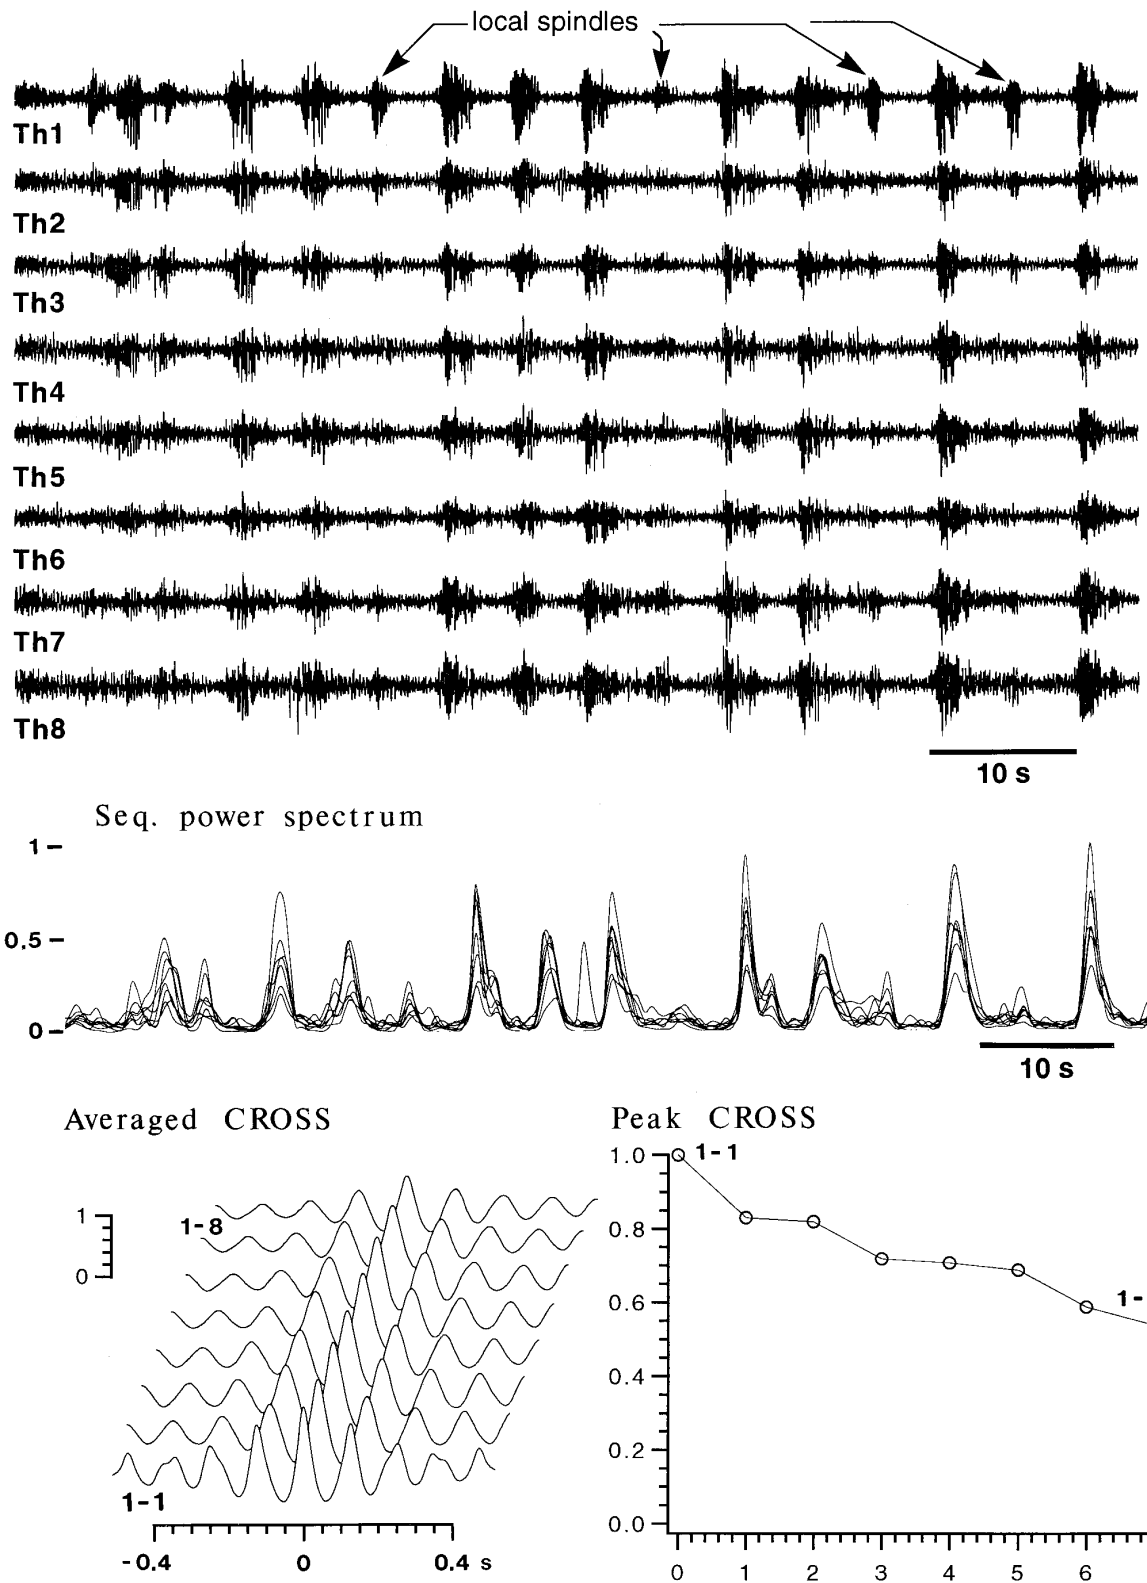 local spindles
Th1
Th2
Th3
Th4
Th5
Th6
Th7
Th8
10 s
Seq. power spectrum
1
0,5
0
10 s
Averaged CROSS
1
0
1-8
1-1
-0.4 0 0.4 s
Peak CROSS
1.0
1-1
0.8
0.6
1-
0.4
0.2
0.0
0 1 2 3 4 5 6